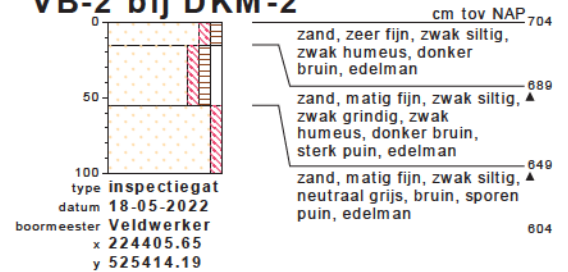 VB-2 bij DKM-2
cm tov NAP
0
704
zand, zeer fijn, zwak siltig,
zwak humeus, donker
bruin, edelman
689
50
zand, matig fijn, zwak siltig, ▲
zwak grindig, zwak
humeus, donker bruin,
sterk puin, edelman
649
100
zand, matig fijn, zwak siltig, ▲
neutraal grijs, bruin, sporen
puin, edelman
604
type inspectiegat
datum 18-05-2022
boormeester Veldwerker
x 224405.65
y 525414.19